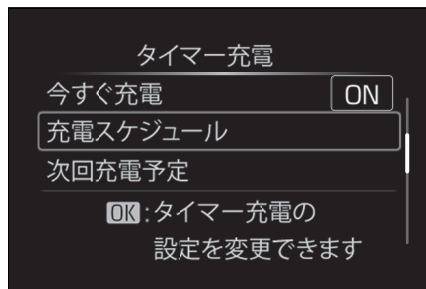 タイマー充電
今すぐ充電 ON
充電スケジュール
次回充電予定
OK:タイマー充電の
設定を変更できます